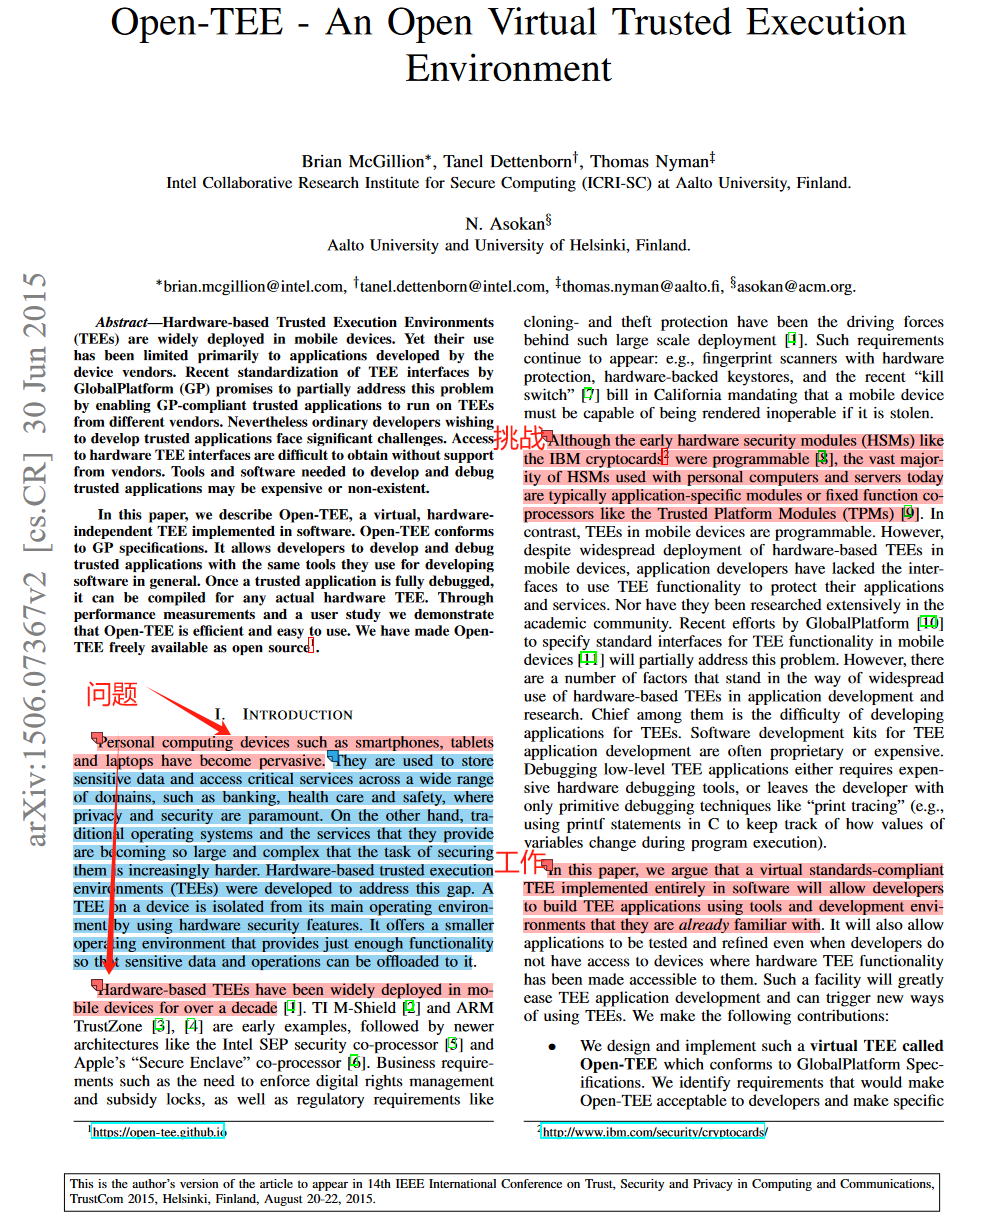 Open-TEE - An Open Virtual Trusted Execution
Environment
Brian McGillion*, Tanel Dettenborn†, Thomas Nyman‡
Intel Collaborative Research Institute for Secure Computing (ICRI-SC) at Aalto University, Finland.
N. Asokan§
Aalto University and University of Helsinki, Finland.
*brian.mcgillion@intel.com, †tanel.dettenborn@intel.com, ‡thomas.nyman@aalto.fi, §asokan@acm.org.
arXiv:1506.07367v2 [cs.CR] 30 Jun 2015
Abstract—Hardware-based Trusted Execution Environments
(TEEs) are widely deployed in mobile devices. Yet their use
has been limited primarily to applications developed by the
device vendors. Recent standardization of TEE interfaces by
GlobalPlatform (GP) promises to partially address this problem
by enabling GP-compliant trusted applications to run on TEEs
from different vendors. Nevertheless ordinary developers wishing
to develop trusted applications face significant challenges. Access
to hardware TEE interfaces are difficult to obtain without support
from vendors. Tools and software needed to develop and debug
trusted applications may be expensive or non-existent.
In this paper, we describe Open-TEE, a virtual, hardware-
independent TEE implemented in software. Open-TEE conforms
to GP specifications. It allows developers to develop and debug
trusted applications with the same tools they use for developing
software in general. Once a trusted application is fully debugged,
it can be compiled for any actual hardware TEE. Through
performance measurements and a user study we demonstrate
that Open-TEE is efficient and easy to use. We have made Open-
TEE freely available as open source1.
问题
I. INTRODUCTION
Personal computing devices such as smartphones, tablets
and laptops have become pervasive. They are used to store
sensitive data and access critical services across a wide range
of domains, such as banking, health care and safety, where
privacy and security are paramount. On the other hand, tra-
ditional operating systems and the services that they provide
are becoming so large and complex that the task of securing
them is increasingly harder. Hardware-based trusted execution
environments (TEEs) were developed to address this gap. A
TEE on a device is isolated from its main operating environ-
ment by using hardware security features. It offers a smaller
operating environment that provides just enough functionality
so that sensitive data and operations can be offloaded to it.
Hardware-based TEEs have been widely deployed in mo-
bile devices for over a decade [1]. TI M-Shield [2] and ARM
TrustZone [3], [4] are early examples, followed by newer
architectures like the Intel SEP security co-processor [5] and
Apple's “Secure Enclave” co-processor [6]. Business require-
ments such as the need to enforce digital rights management
and subsidy locks, as well as regulatory requirements like
1https://open-tee.github.io
cloning- and theft protection have been the driving forces
behind such large scale deployment [1]. Such requirements
continue to appear: e.g., fingerprint scanners with hardware
protection, hardware-backed keystores, and the recent “kill
switch” [7] bill in California mandating that a mobile device
must be capable of being rendered inoperable if it is stolen.
挑战
Although the early hardware security modules (HSMs) like
the IBM cryptocards2 were programmable [8], the vast major-
ity of HSMs used with personal computers and servers today
are typically application-specific modules or fixed function co-
processors like the Trusted Platform Modules (TPMs) [9]. In
contrast, TEEs in mobile devices are programmable. However,
despite widespread deployment of hardware-based TEEs in
mobile devices, application developers have lacked the inter-
faces to use TEE functionality to protect their applications
and services. Nor have they been researched extensively in the
academic community. Recent efforts by GlobalPlatform [10]
to specify standard interfaces for TEE functionality in mobile
devices [11] will partially address this problem. However, there
are a number of factors that stand in the way of widespread
use of hardware-based TEEs in application development and
research. Chief among them is the difficulty of developing
applications for TEEs. Software development kits for TEE
application development are often proprietary or expensive.
Debugging low-level TEE applications either requires expen-
sive hardware debugging tools, or leaves the developer with
only primitive debugging techniques like “print tracing” (e.g.,
using printf statements in C to keep track of how values of
variables change during program execution).
工作
In this paper, we argue that a virtual standards-compliant
TEE implemented entirely in software will allow developers
to build TEE applications using tools and development envi-
ronments that they are already familiar with. It will also allow
applications to be tested and refined even when developers do
not have access to devices where hardware TEE functionality
has been made accessible to them. Such a facility will greatly
ease TEE application development and can trigger new ways
of using TEEs. We make the following contributions:
• We design and implement such a virtual TEE called
Open-TEE which conforms to GlobalPlatform Spec-
ifications. We identify requirements that would make
Open-TEE acceptable to developers and make specific
2http://www.ibm.com/security/cryptocards/
This is the author's version of the article to appear in 14th IEEE International Conference on Trust, Security and Privacy in Computing and Communications,
TrustCom 2015, Helsinki, Finland, August 20-22, 2015.